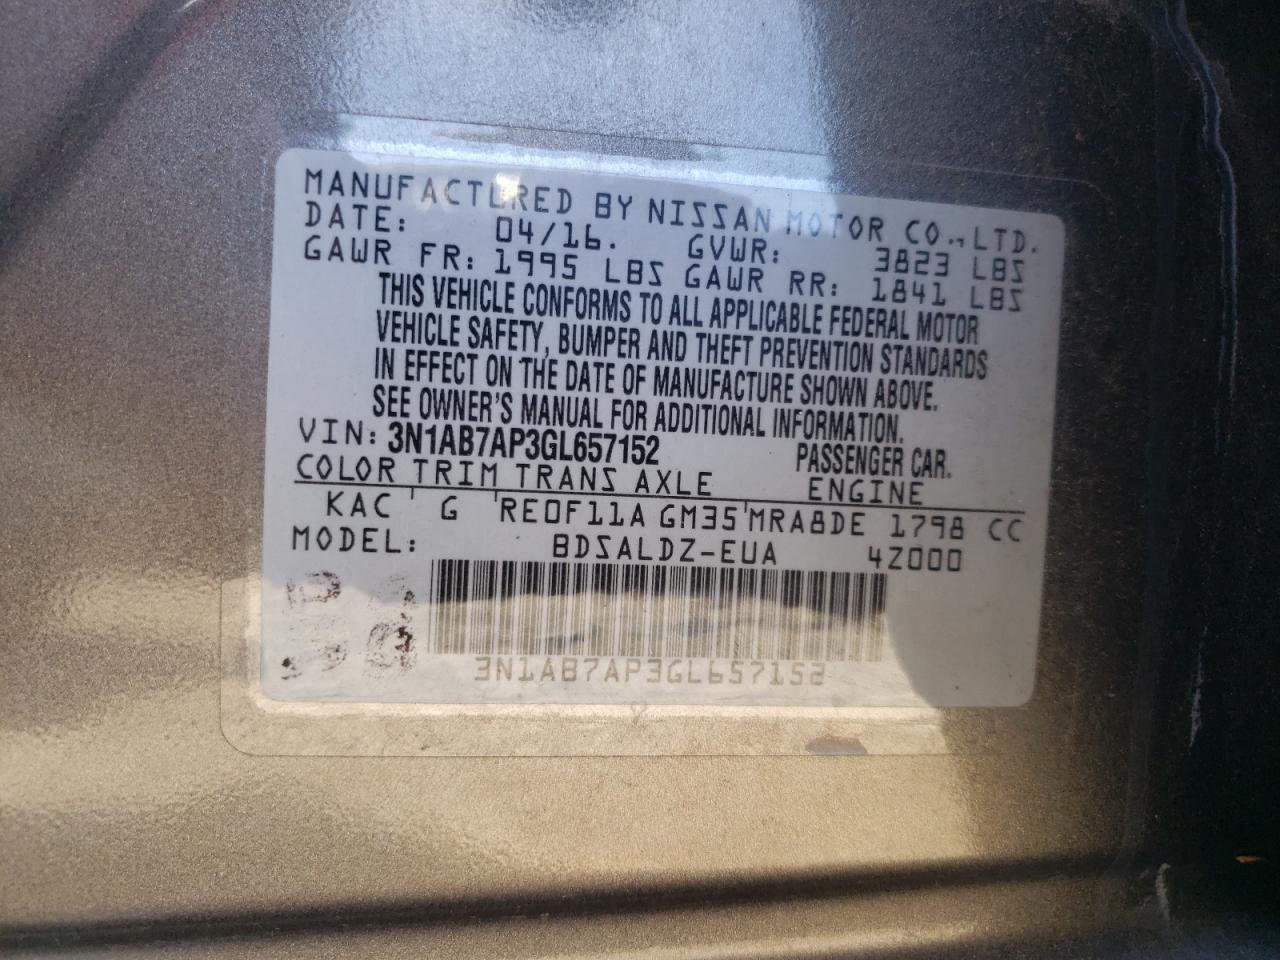 MANUFACTURED BY NISSAN MOTOR CO.,LTD.
DATE: 04/16. GVWR: 3823 LBS
GAWR FR: 1995 LBS GAWR RR: 1841 LBS
THIS VEHICLE CONFORMS TO ALL APPLICABLE FEDERAL MOTOR
VEHICLE SAFETY, BUMPER AND THEFT PREVENTION STANDARDS
IN EFFECT ON THE DATE OF MANUFACTURE SHOWN ABOVE.
SEE OWNER'S MANUAL FOR ADDITIONAL INFORMATION.
VIN: 3N1AB7AP3GL657152 PASSENGER CAR.
COLOR TRIM TRANS AXLE ENGINE
KAC G RE0F11A GM35 MRA8DE 1798 CC
MODEL: BDSALDZ-EUA 4Z000
3N1AB7AP3GL657152